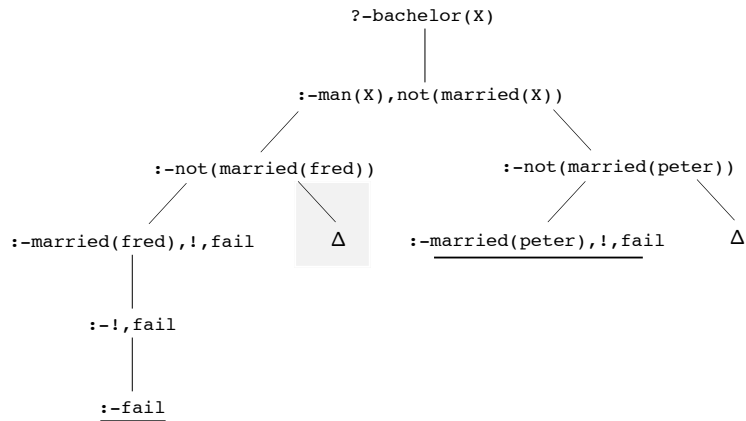 ?-bachelor(X)
:-man(X),not(married(X))
:-not(married(fred))
:-not(married(peter))
:-married(fred),!,fail
Δ
:-married(peter),!,fail
Δ
:-!,fail
:-fail